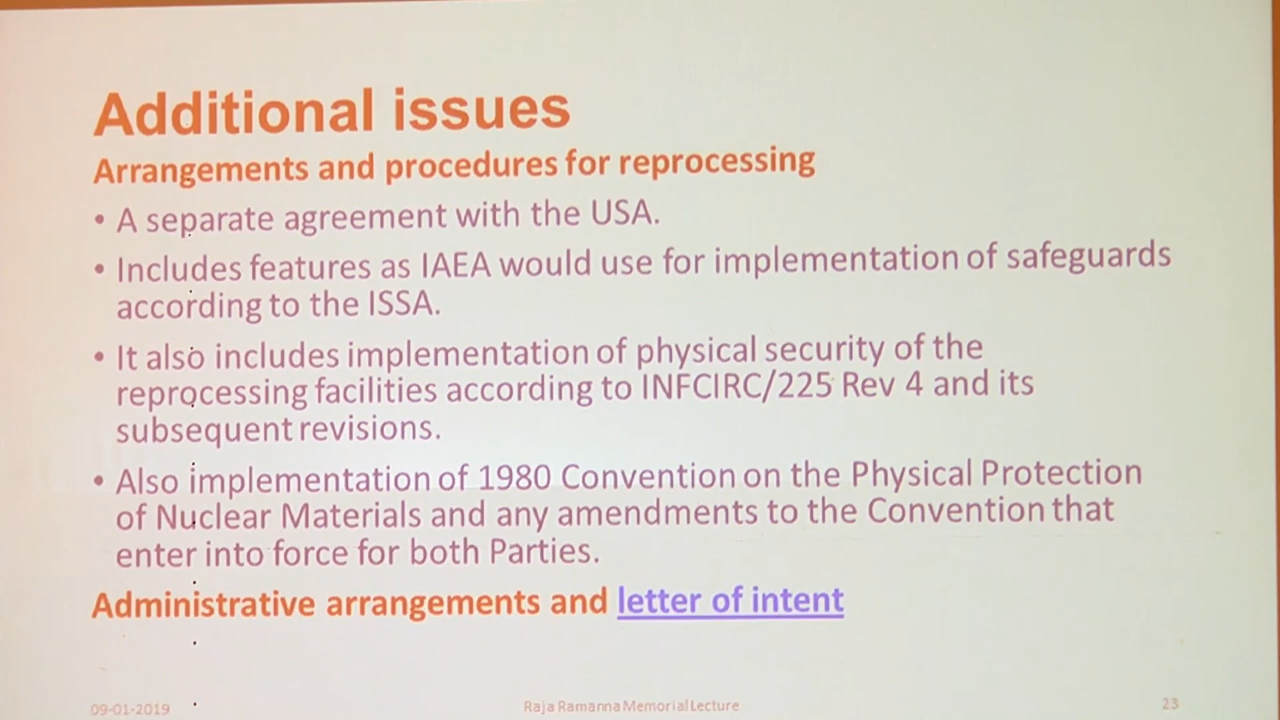 Additional issues
Arrangements and procedures for reprocessing
• A separate agreement with the USA.
• Includes features as IAEA would use for implementation of safeguards
according to the ISSA.
• It also includes implementation of physical security of the
reprocessing facilities according to INFCIRC/225 Rev 4 and its
subsequent revisions.
• Also implementation of 1980 Convention on the Physical Protection
of Nuclear Materials and any amendments to the Convention that
enter into force for both Parties.
Administrative arrangements and letter of intent
09-01-2019 Raja Ramanna Memorial Lecture 23